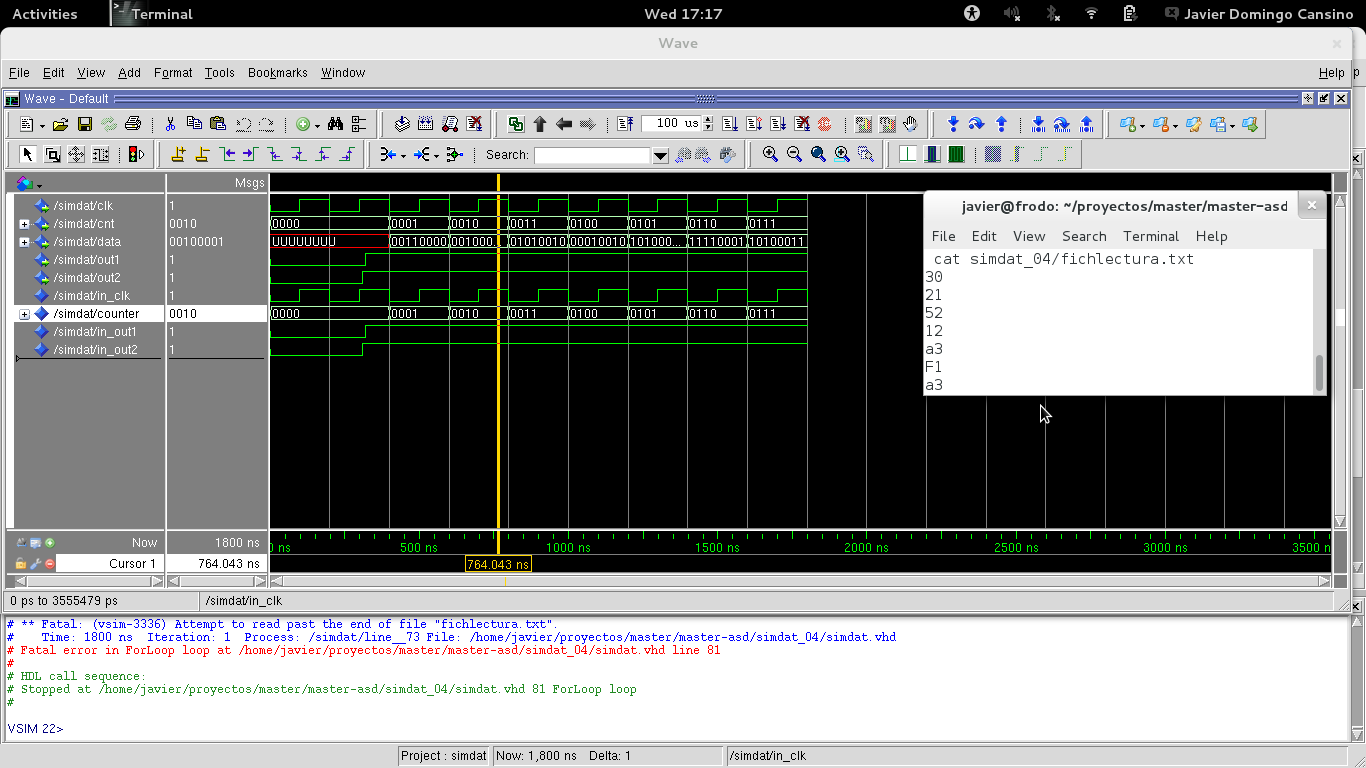 Activities Terminal Wed 17:17 Javier Domingo Cansino
Wave
File Edit View Add Format Tools Bookmarks Window Help
Wave - Default
100 us
Search:
Msgs
/simdat/clk 1
/simdat/cnt 0010 0000 0001 0010 0011 0100 0101 0110 0111
/simdat/data 00100001 UUUUUUUU 00110000 001000... 01010010 00010010 101000... 11110001 10100011
/simdat/out1 1
/simdat/out2 1
/simdat/in_clk 1
/simdat/counter 0010 0000 0001 0010 0011 0100 0101 0110 0111
/simdat/in_out1 1
/simdat/in_out2 1
javier@frodo: ~/proyectos/master/master-asd
File Edit View Search Terminal Help
cat simdat_04/fichlectura.txt
30
21
52
12
a3
F1
a3
Now 1800 ns
500 ns 1000 ns 1500 ns 2000 ns 2500 ns 3000 ns 3500 n
Cursor 1 764.043 ns 764.043 ns
0 ps to 3555479 ps /simdat/in_clk
# ** Fatal: (vsim-3336) Attempt to read past the end of file "fichlectura.txt".
# Time: 1800 ns Iteration: 1 Process: /simdat/line__73 File: /home/javier/proyectos/master/master-asd/simdat_04/simdat.vhd
# Fatal error in ForLoop loop at /home/javier/proyectos/master/master-asd/simdat_04/simdat.vhd line 81
#
# HDL call sequence:
# Stopped at /home/javier/proyectos/master/master-asd/simdat_04/simdat.vhd 81 ForLoop loop
#
VSIM 22>
Project : simdat Now: 1,800 ns Delta: 1 /simdat/in_clk